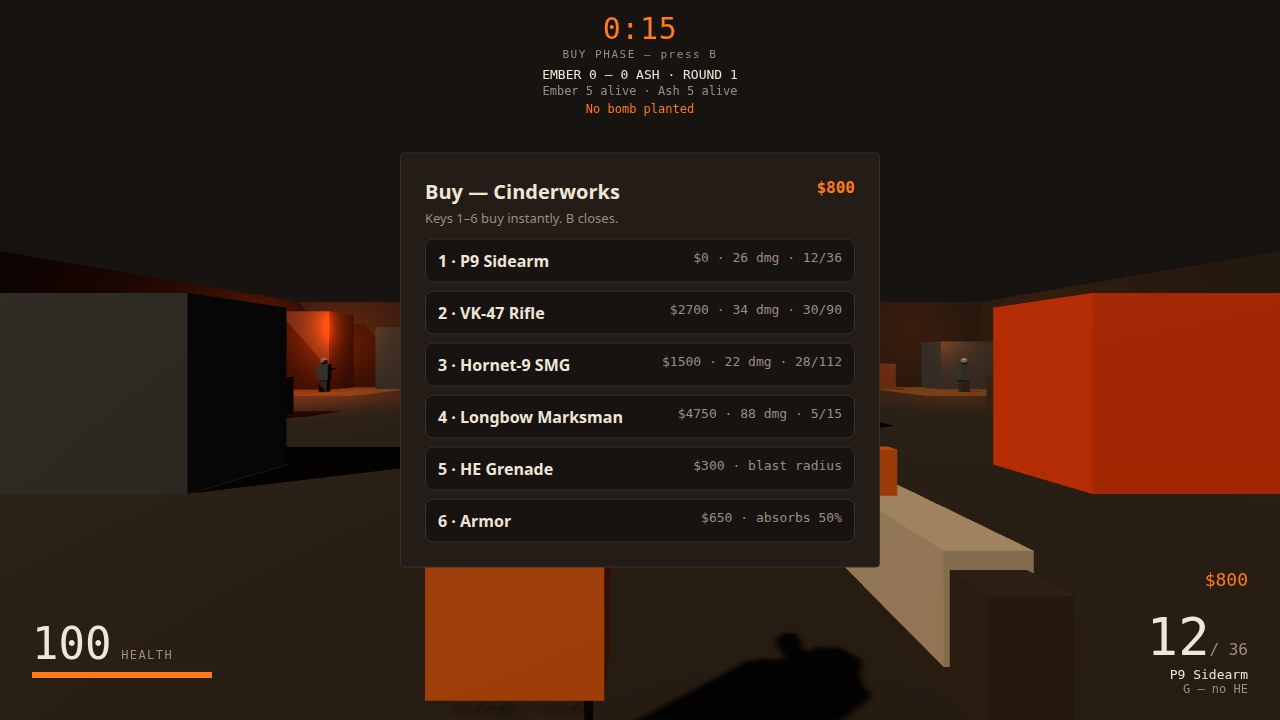 0:15
BUY PHASE — press B
EMBER 0 — 0 ASH · ROUND 1
Ember 5 alive · Ash 5 alive
No bomb planted
Buy — Cinderworks
$800
Keys 1–6 buy instantly. B closes.
1 · P9 Sidearm
$0 · 26 dmg · 12/36
2 · VK-47 Rifle
$2700 · 34 dmg · 30/90
3 · Hornet-9 SMG
$1500 · 22 dmg · 28/112
4 · Longbow Marksman
$4750 · 88 dmg · 5/15
5 · HE Grenade
$300 · blast radius
6 · Armor
$650 · absorbs 50%
100 HEALTH
$800
12 / 36
P9 Sidearm
G — no HE